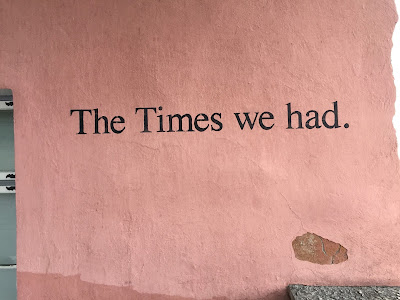 The Times we had.